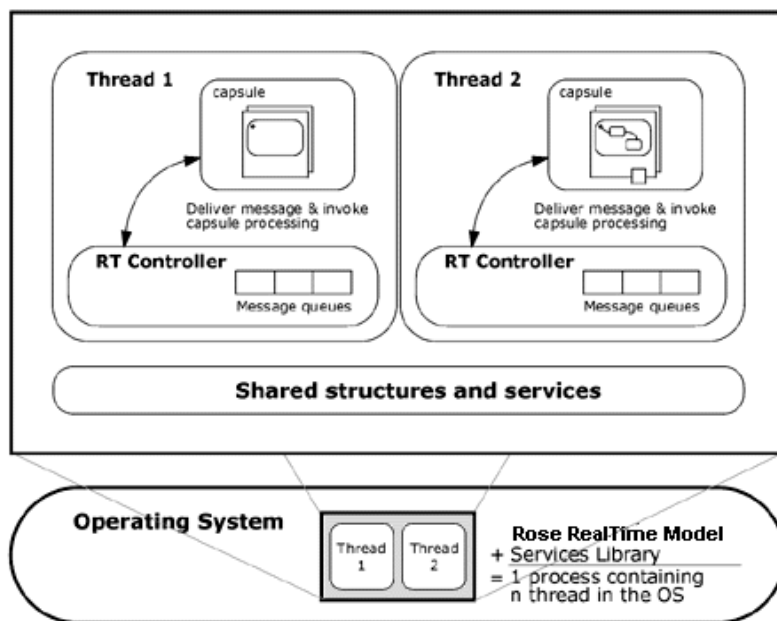 Thread 1
capsule
Deliver message & invoke
capsule processing
RT Controller
Message queues
Thread 2
capsule
Deliver message & invoke
capsule processing
RT Controller
Message queues
Shared structures and services
Operating System
Thread
1
Thread
2
Rose RealTime Model
+ Services Library
= 1 process containing
n thread in the OS